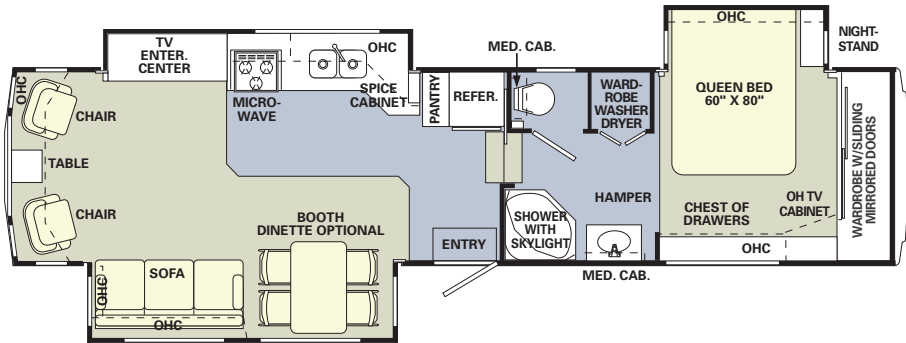 TV
ENTER.
CENTER
OHC
MICRO-
WAVE
SPICE
CABINET
PANTRY
REFER.
MED. CAB.
WARD-
ROBE
WASHER
DRYER
OHC
QUEEN BED
60" X 80"
NIGHT-
STAND
OHC
CHAIR
TABLE
CHAIR
HAMPER
CHEST OF
DRAWERS
OH TV
CABINET
WARDROBE W/SLIDING
MIRRORED DOORS
BOOTH
DINETTE OPTIONAL
ENTRY
SHOWER
WITH
SKYLIGHT
MED. CAB.
OHC
SOFA
OHC
OHC